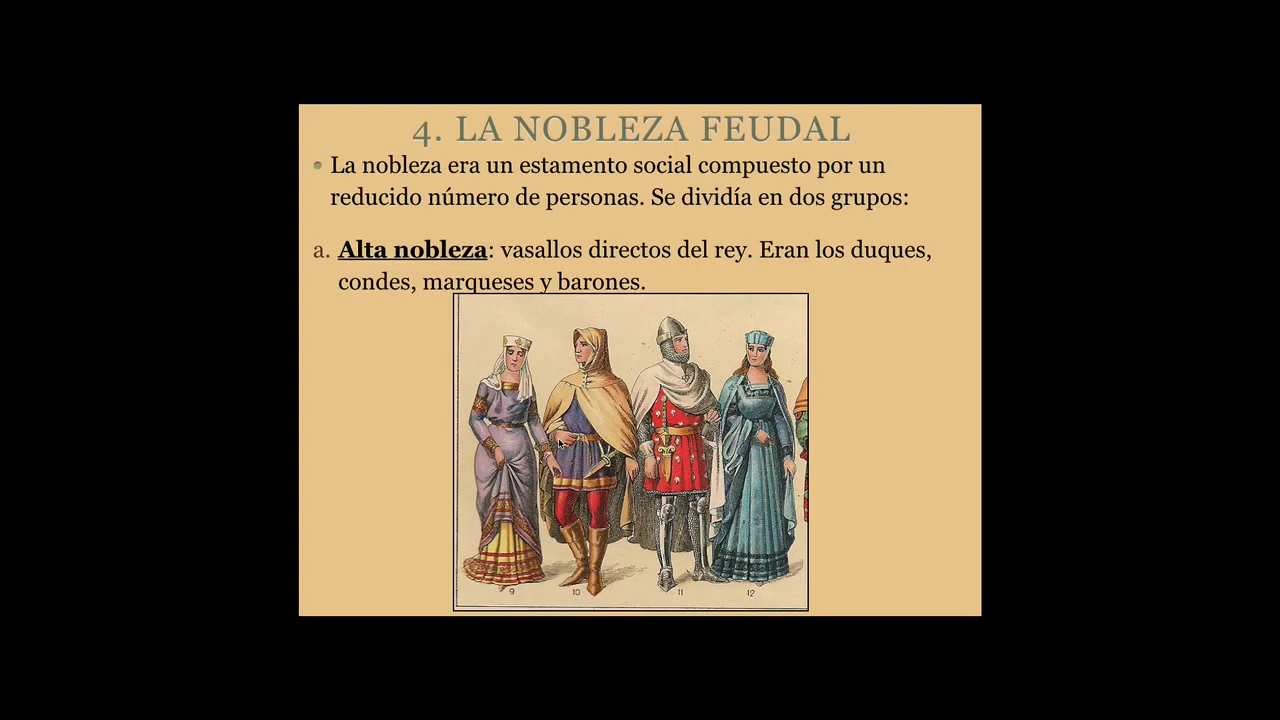 4. LA NOBLEZA FEUDAL
La nobleza era un estamento social compuesto por un
reducido número de personas. Se dividía en dos grupos:
a. Alta nobleza: vasallos directos del rey. Eran los duques,
condes, marqueses y barones.
9 10 11 12